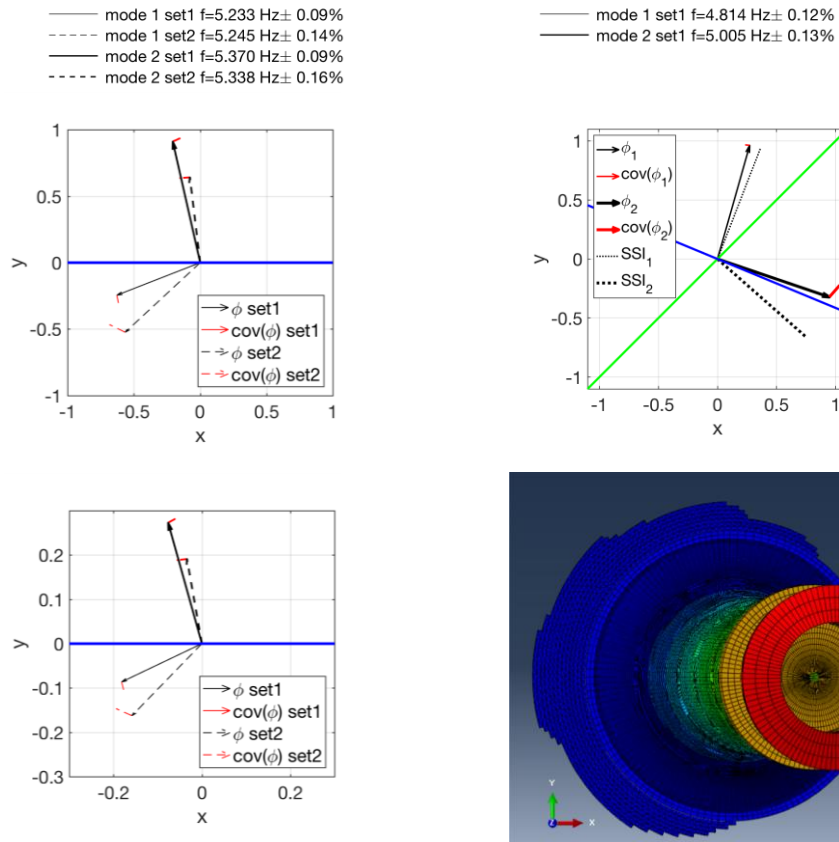 mode 1 set1 f=5.233 Hz± 0.09%
mode 1 set2 f=5.245 Hz± 0.14%
mode 2 set1 f=5.370 Hz± 0.09%
mode 2 set2 f=5.338 Hz± 0.16%
mode 1 set1 f=4.814 Hz± 0.12%
mode 2 set1 f=5.005 Hz± 0.13%
1
0.5
0
-0.5
-1
y
-1 -0.5 0 0.5 1
x
ϕ set1
cov(ϕ) set1
ϕ set2
cov(ϕ) set2
1
0.5
0
-0.5
-1
y
-1 -0.5 0 0.5 1
x
ϕ₁
cov(ϕ₁)
ϕ₂
cov(ϕ₂)
SSI₁
SSI₂
0.2
0.1
0
-0.1
-0.2
-0.3
y
-0.2 0 0.2
x
ϕ set1
cov(ϕ) set1
ϕ set2
cov(ϕ) set2
Y
Z X